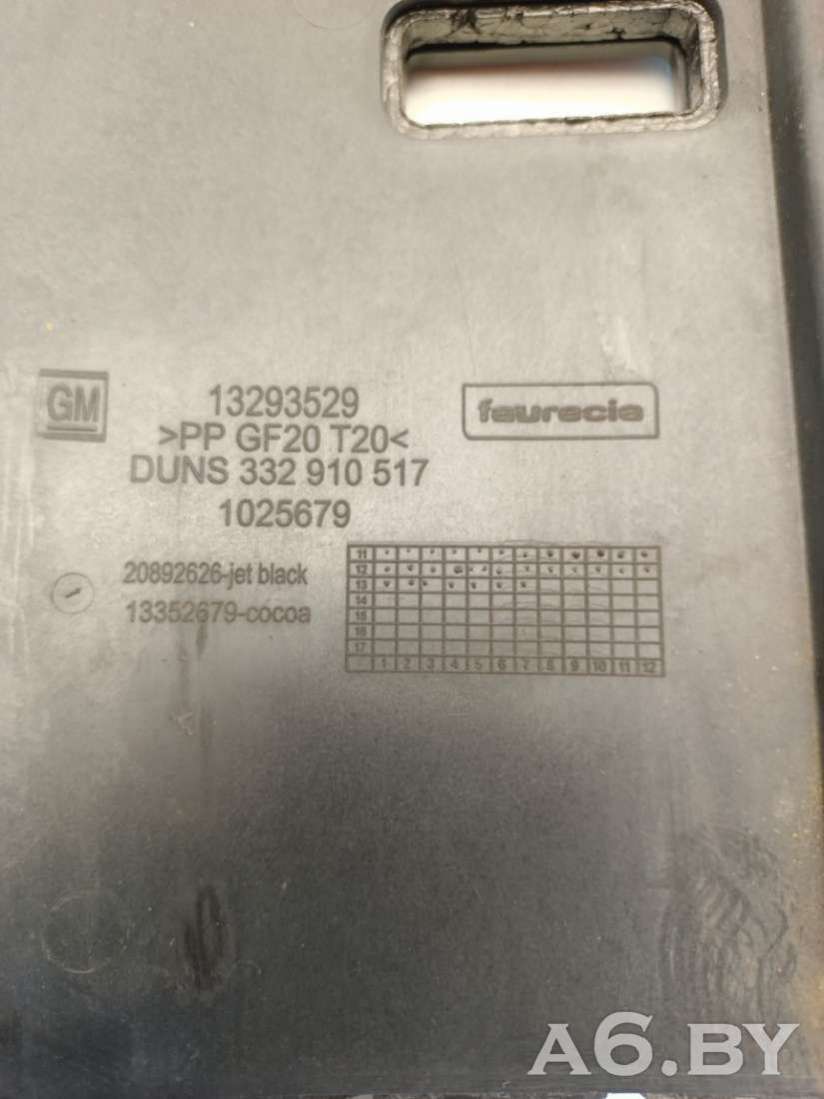 GM
13293529
faurecia
>PP GF20 T20<
DUNS 332 910 517
1025679
20892626-jet black
13352679-cocoa
11
12
13
14
15
16
17
1 2 3 4 5 6 7 8 9 10 11 12
A6.BY